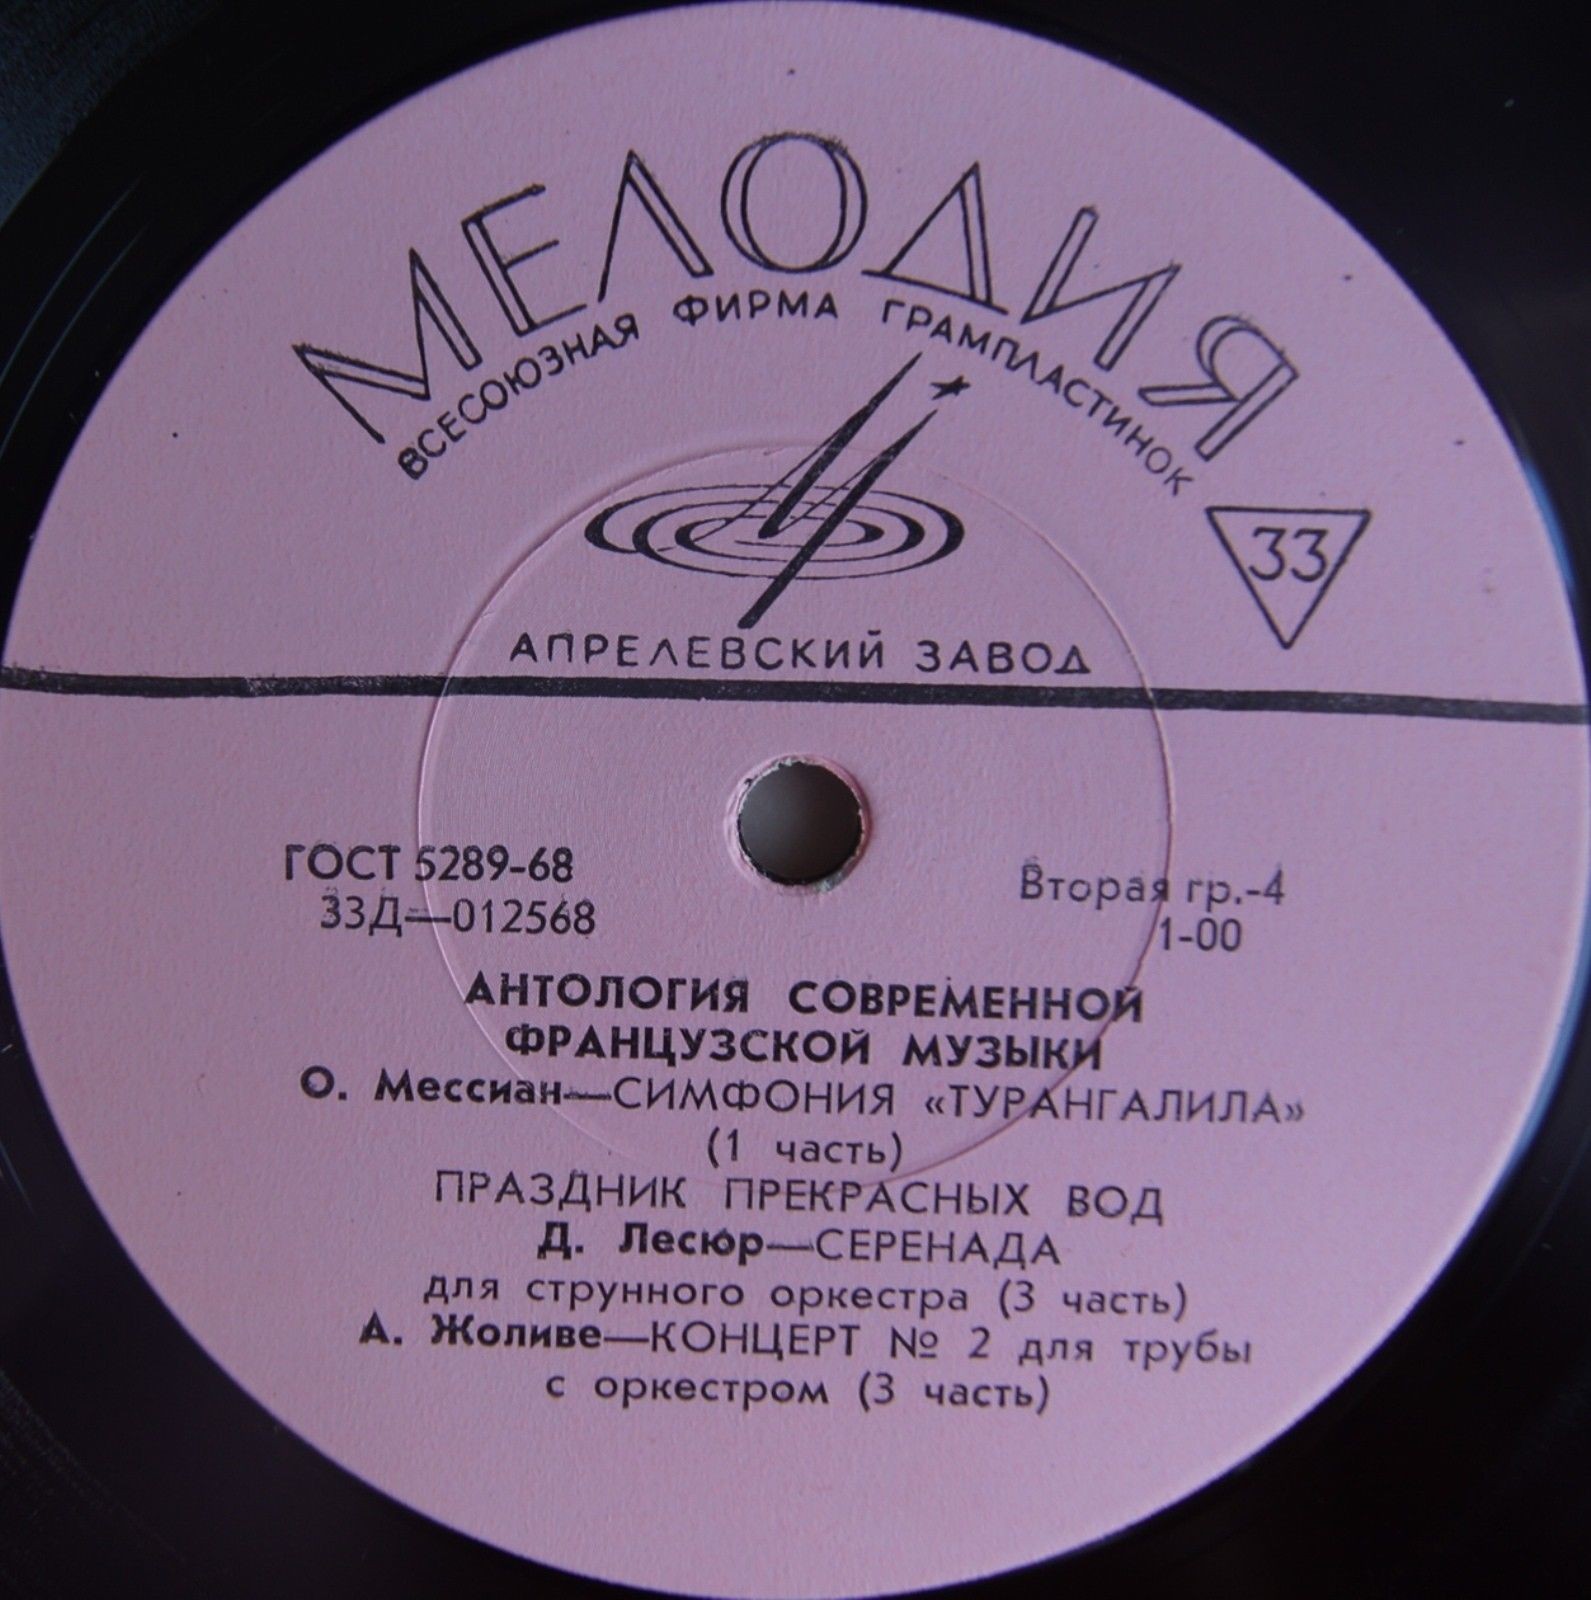 МЕЛОДИЯ
ВСЕСОЮЗНАЯ ФИРМА ГРАМПЛАСТИНОК
33
АПРЕЛЕВСКИЙ ЗАВОД
ГОСТ 5289-68
Вторая гр.-4
33Д—012568
1-00
АНТОЛОГИЯ СОВРЕМЕННОЙ
ФРАНЦУЗСКОЙ МУЗЫКИ
О. Мессиан—СИМФОНИЯ «ТУРАНГАЛИЛА»
(1 часть)
ПРАЗДНИК ПРЕКРАСНЫХ ВОД
Д. Лесюр—СЕРЕНАДА
для струнного оркестра (3 часть)
А. Жоливе—КОНЦЕРТ № 2 для трубы
с оркестром (3 часть)